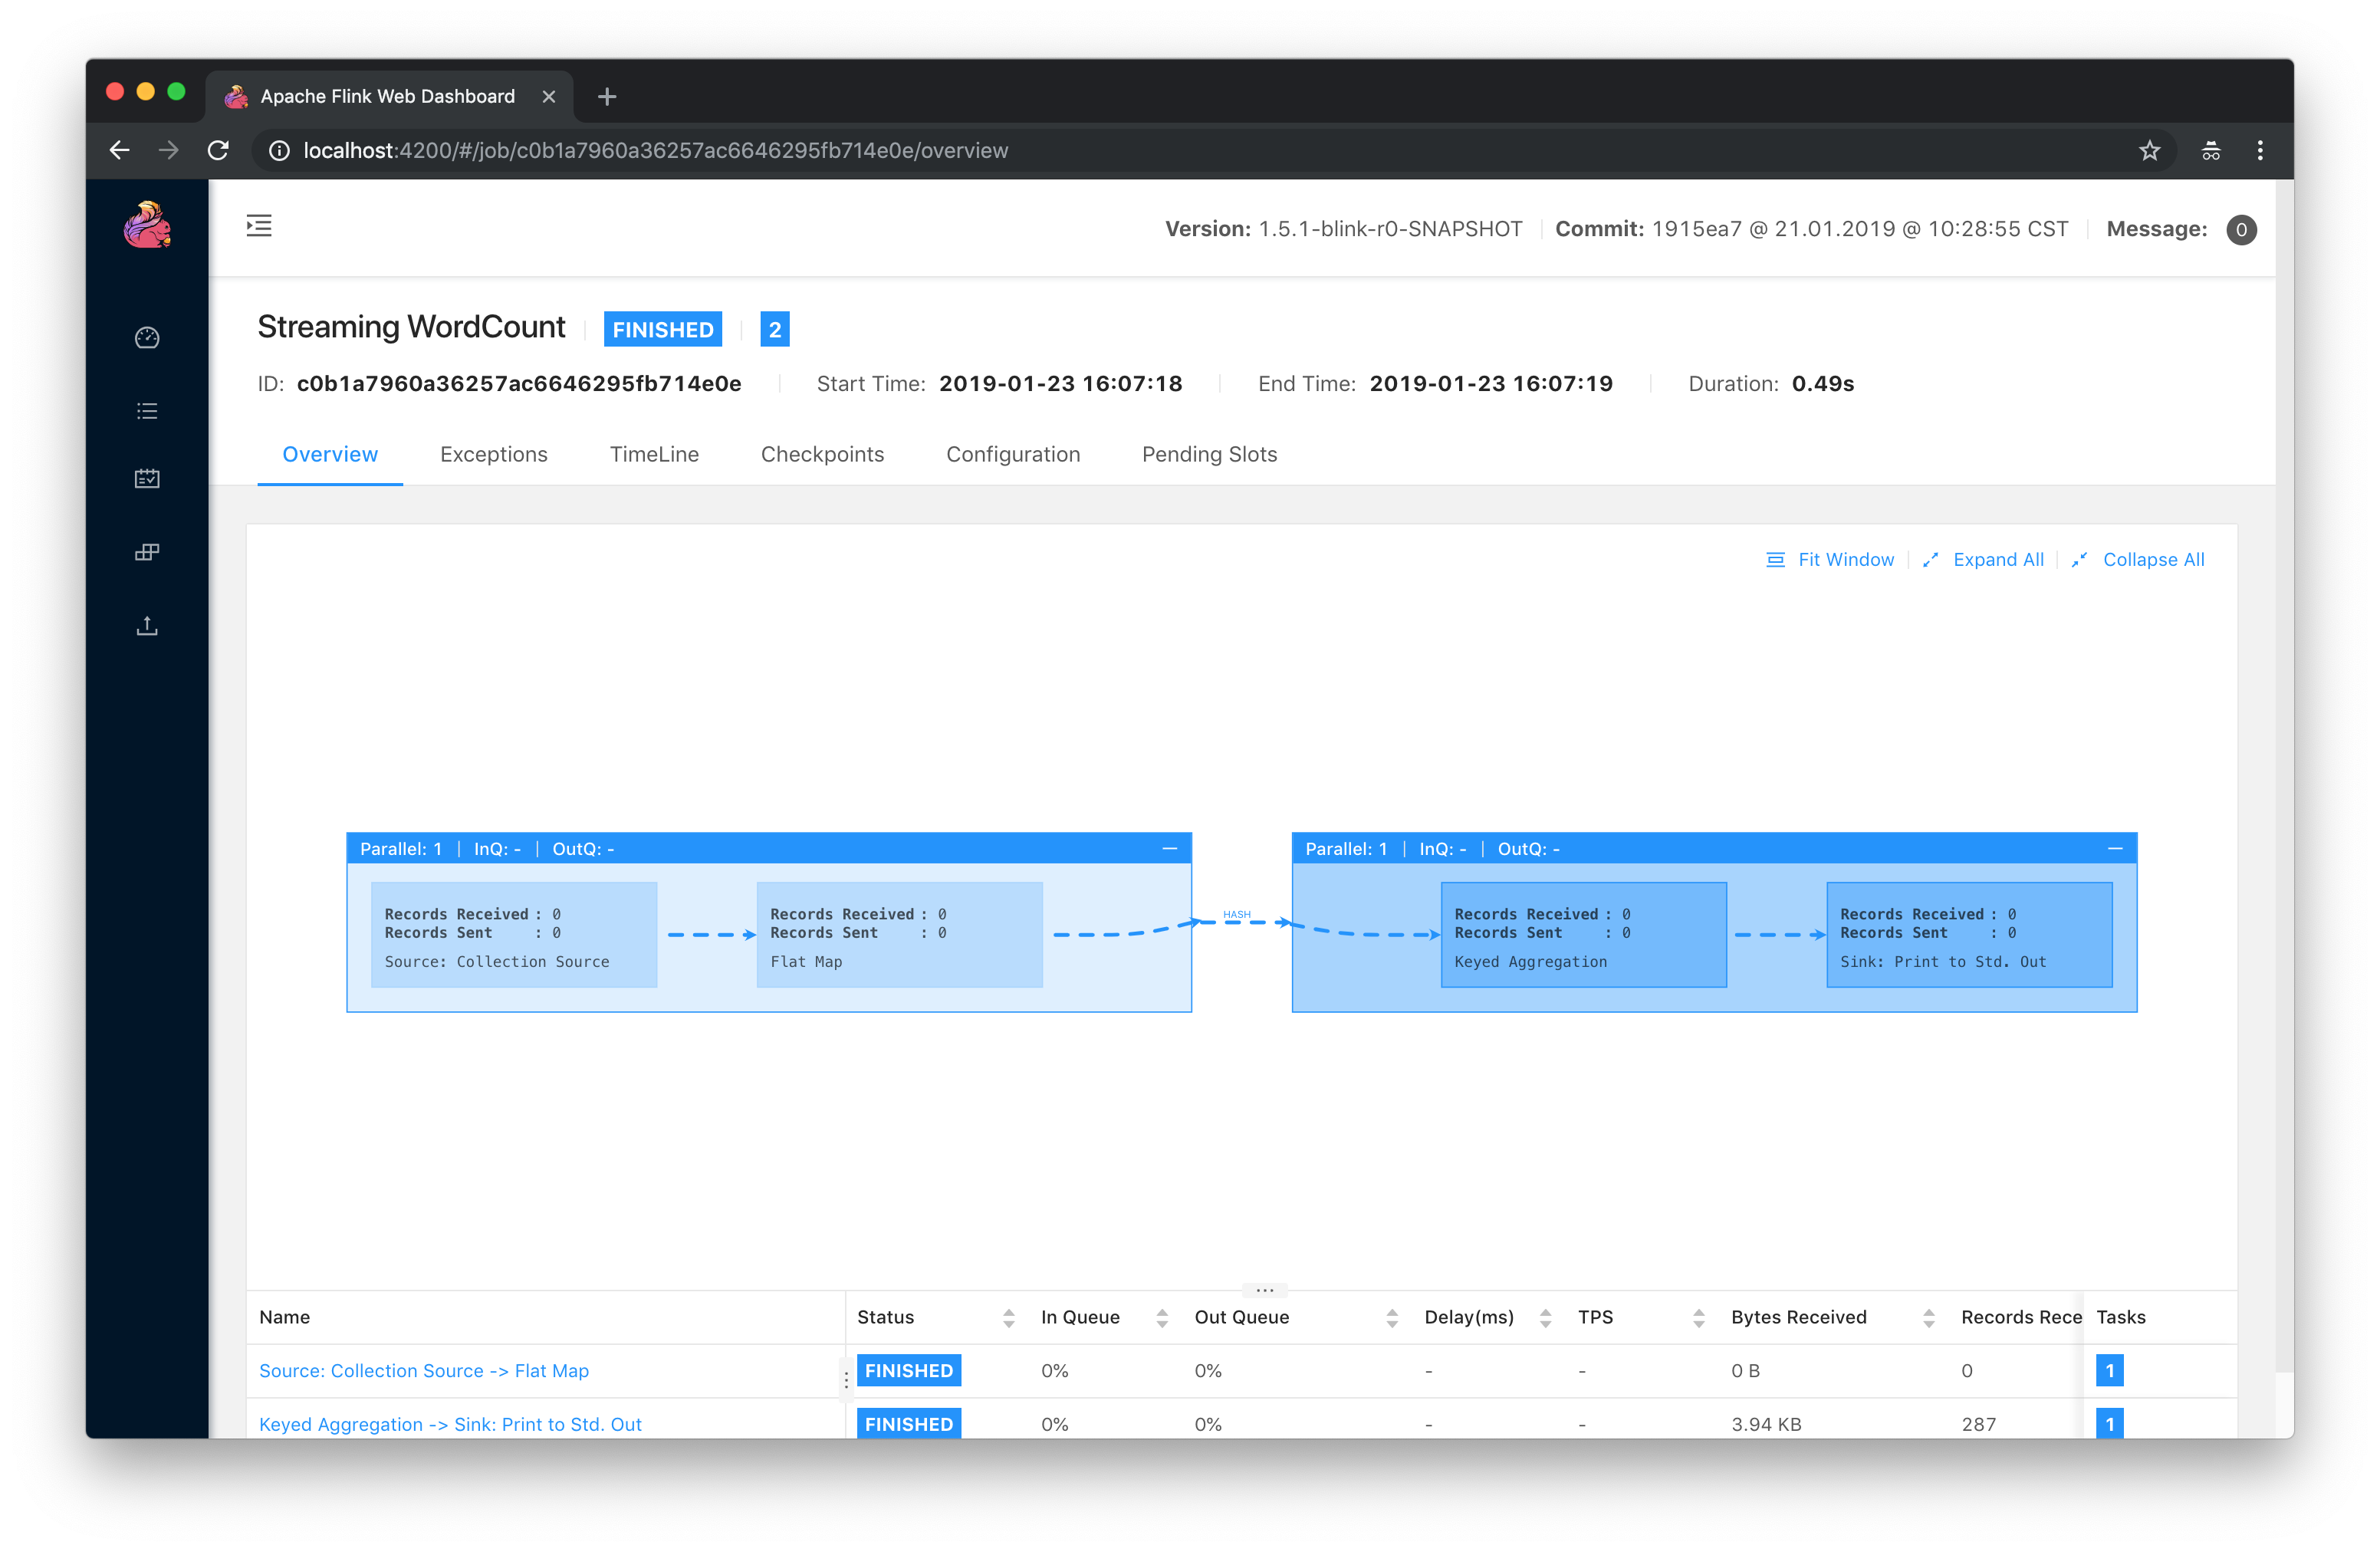 Apache Flink Web Dashboard
localhost:4200/#/job/c0b1a7960a36257ac6646295fb714e0e/overview
Version: 1.5.1-blink-r0-SNAPSHOT Commit: 1915ea7 @ 21.01.2019 @ 10:28:55 CST Message: 0
Streaming WordCount FINISHED 2
ID: c0b1a7960a36257ac6646295fb714e0e Start Time: 2019-01-23 16:07:18 End Time: 2019-01-23 16:07:19 Duration: 0.49s
Overview Exceptions TimeLine Checkpoints Configuration Pending Slots
Fit Window Expand All Collapse All
Parallel: 1 | InQ: - | OutQ: -
Records Received : 0
Records Sent : 0
Source: Collection Source
Records Received : 0
Records Sent : 0
Flat Map
HASH
Parallel: 1 | InQ: - | OutQ: -
Records Received : 0
Records Sent : 0
Keyed Aggregation
Records Received : 0
Records Sent : 0
Sink: Print to Std. Out
Name Status In Queue Out Queue Delay(ms) TPS Bytes Received Records Rece Tasks
Source: Collection Source -> Flat Map FINISHED 0% 0% - - 0 B 0 1
Keyed Aggregation -> Sink: Print to Std. Out FINISHED 0% 0% - - 3.94 KB 287 1